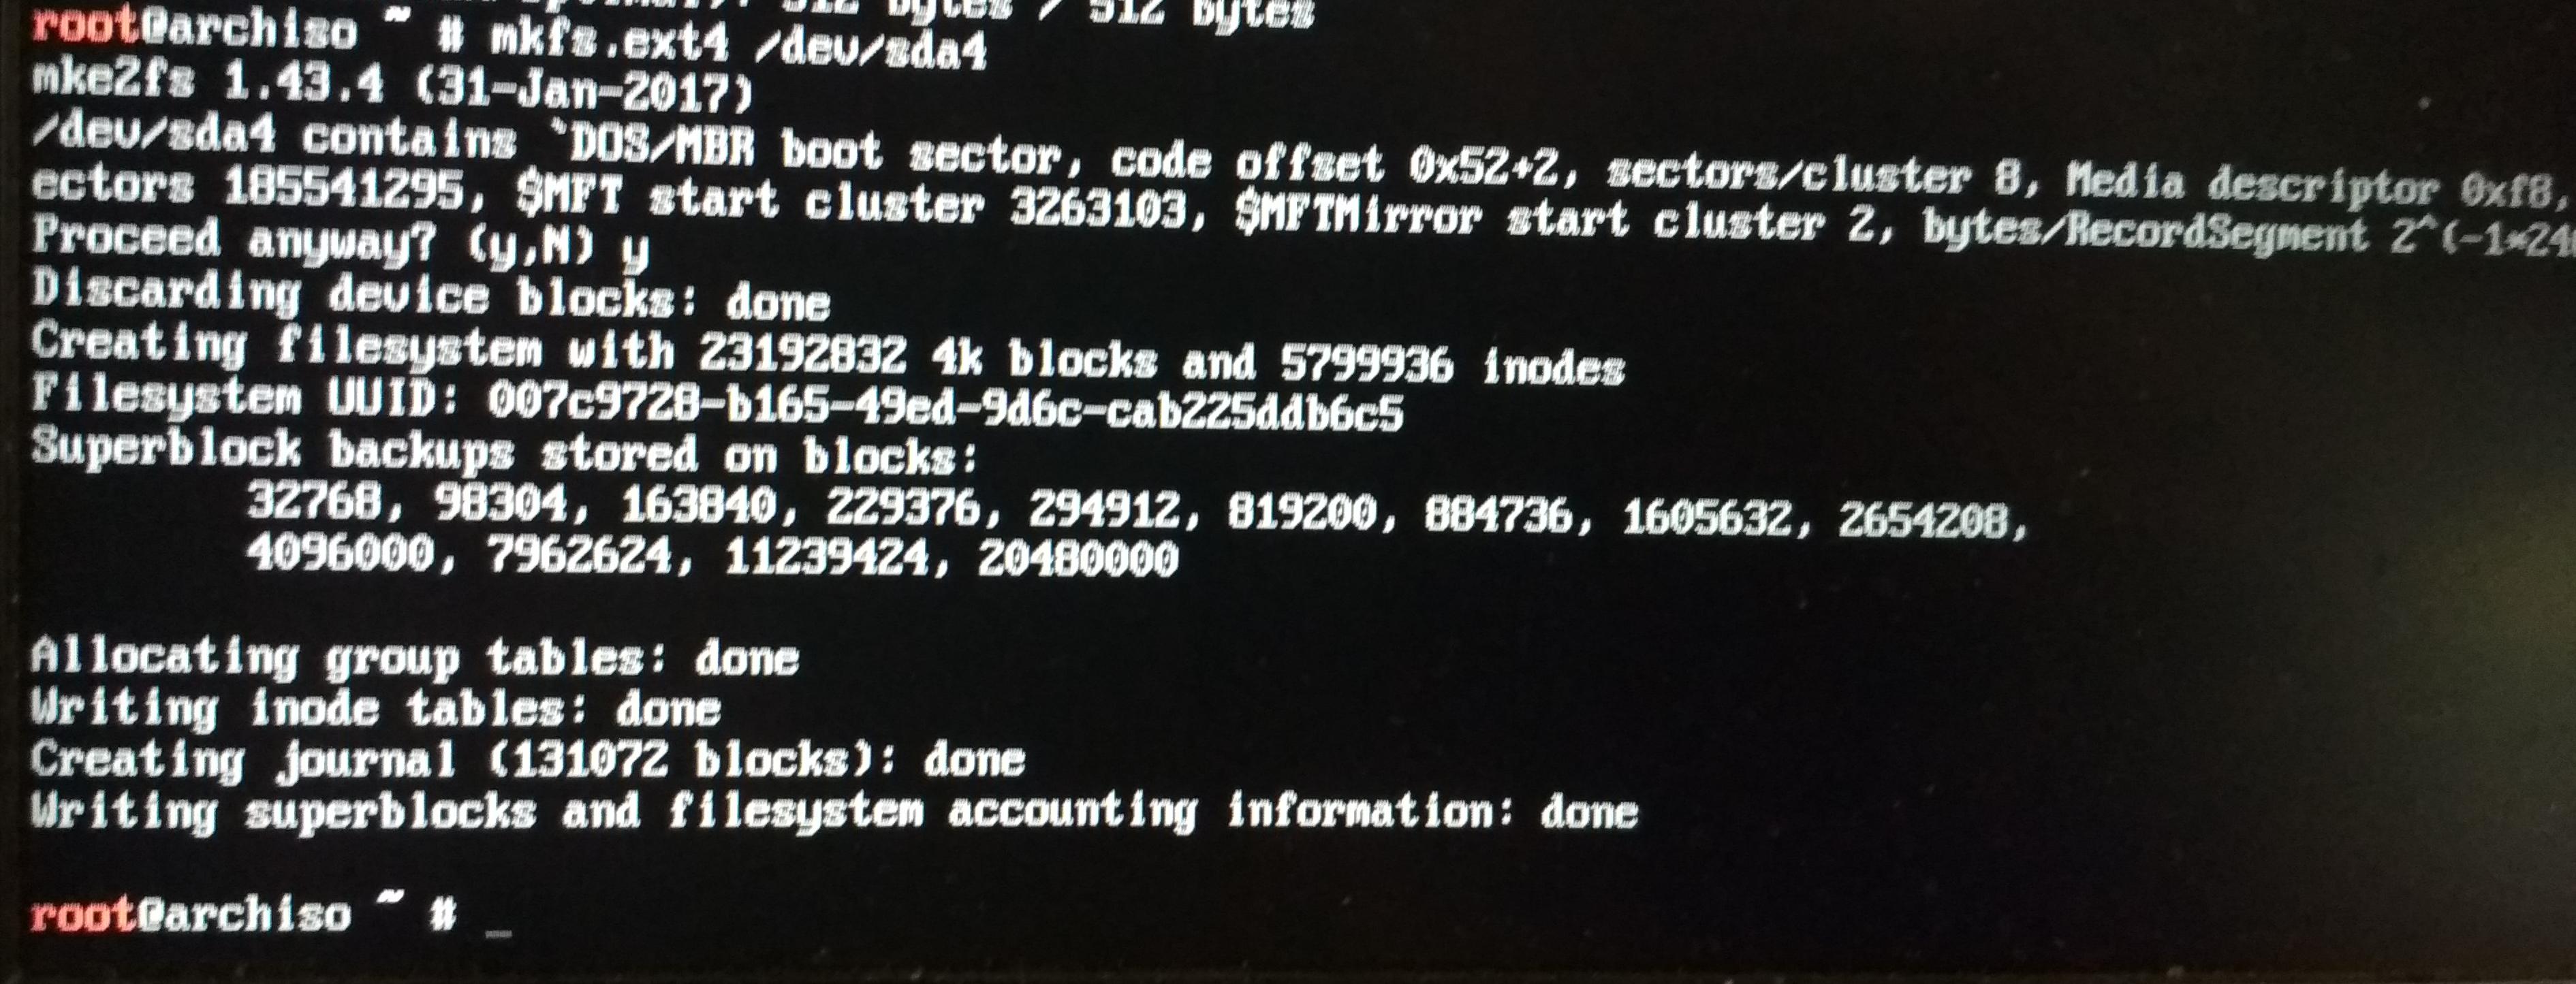 512 bytes / 512 bytes
root@archiso ~ # mkfs.ext4 /dev/sda4
mke2fs 1.43.4 (31-Jan-2017)
/dev/sda4 contains `DOS/MBR boot sector, code offset 0x52+2, sectors/cluster 8, Media descriptor 0xf8,
ectors 185541295, $MFT start cluster 3263103, $MFTMirror start cluster 2, bytes/RecordSegment 2^(-1*24
Proceed anyway? (y,N) y
Discarding device blocks: done
Creating filesystem with 23192832 4k blocks and 5799936 inodes
Filesystem UUID: 007c9728-b165-49ed-9d6c-cab225ddb6c5
Superblock backups stored on blocks:
32768, 98304, 163840, 229376, 294912, 819200, 884736, 1605632, 2654208,
4096000, 7962624, 11239424, 20480000
Allocating group tables: done
Writing inode tables: done
Creating journal (131072 blocks): done
Writing superblocks and filesystem accounting information: done
root@archiso ~ # _